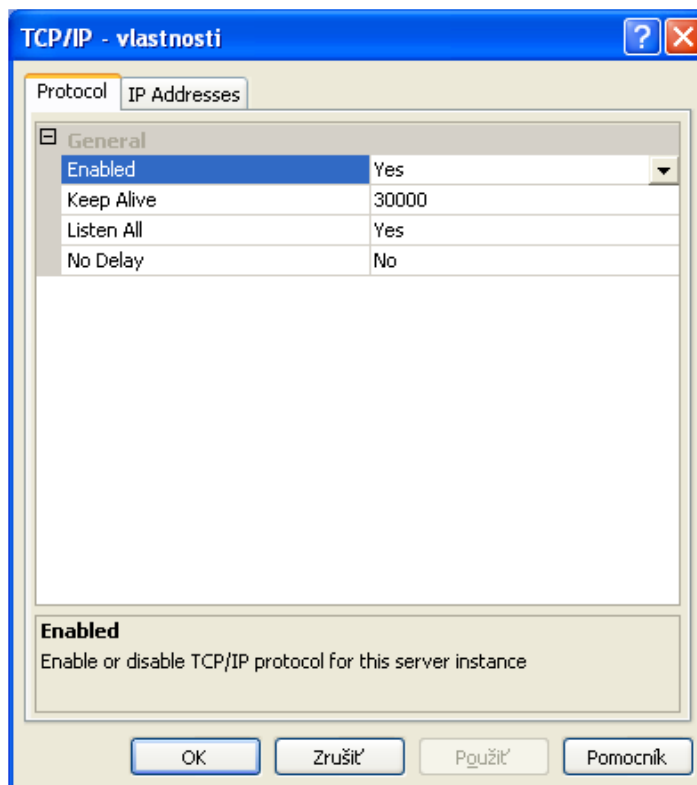 TCP/IP - vlastnosti
Protocol IP Addresses
General
Enabled Yes
Keep Alive 30000
Listen All Yes
No Delay No
Enabled
Enable or disable TCP/IP protocol for this server instance
OK Zrušiť Použiť Pomocník